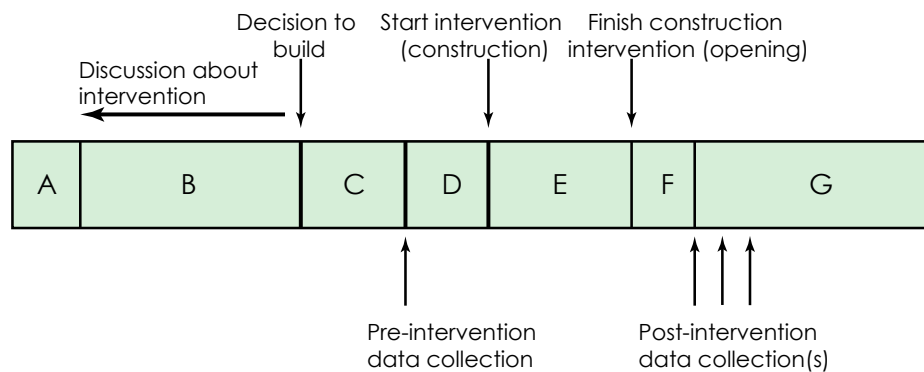 Decision to
build
Start intervention
(construction)
Finish construction
intervention (opening)
Discussion about
intervention
A B C D E F G
Pre-intervention
data collection
Post-intervention
data collection(s)